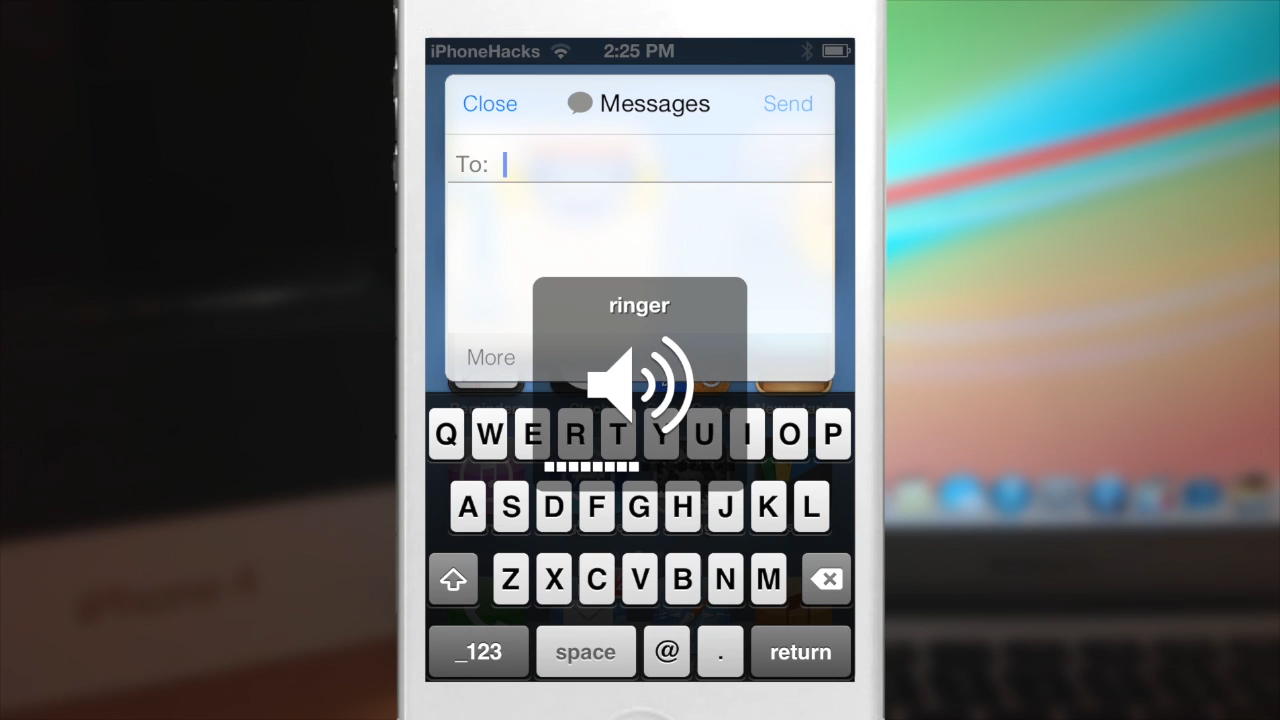 iPhoneHacks 2:25 PM
Close Messages Send
To:
ringer
More
Q W E R T Y U I O P
A S D F G H J K L
Z X C V B N M
_123 space @ . return